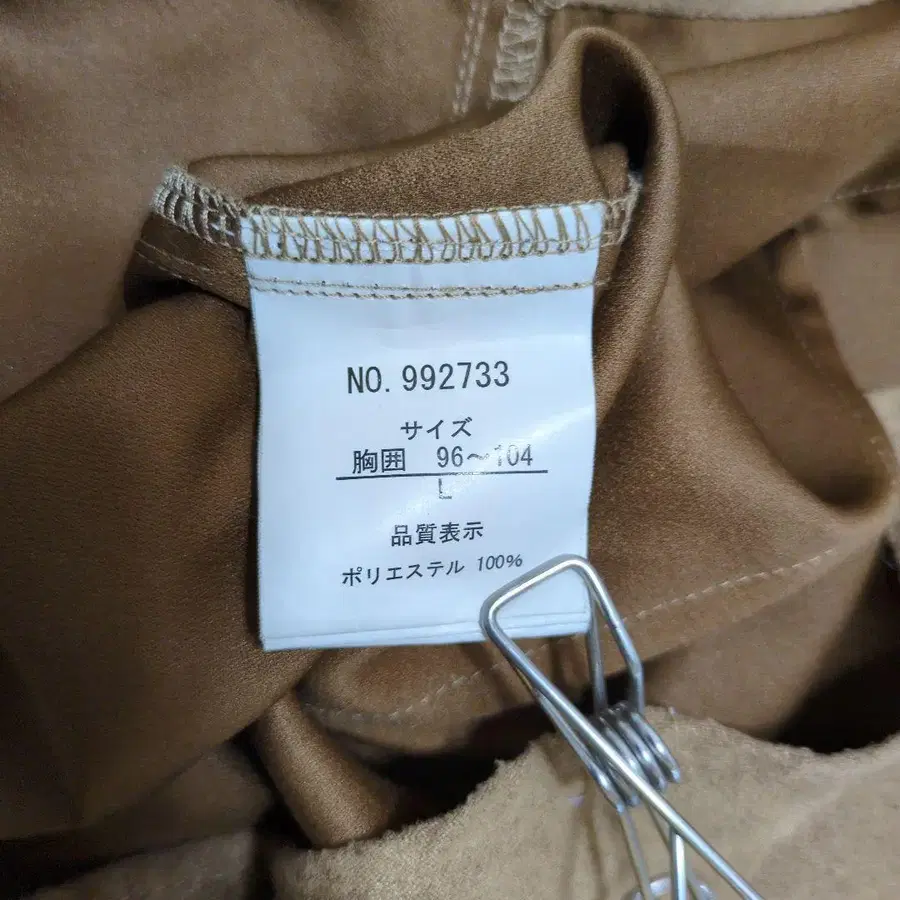 NO. 992733
サイズ
胸囲 96～104
L
品質表示
ポリエステル 100%